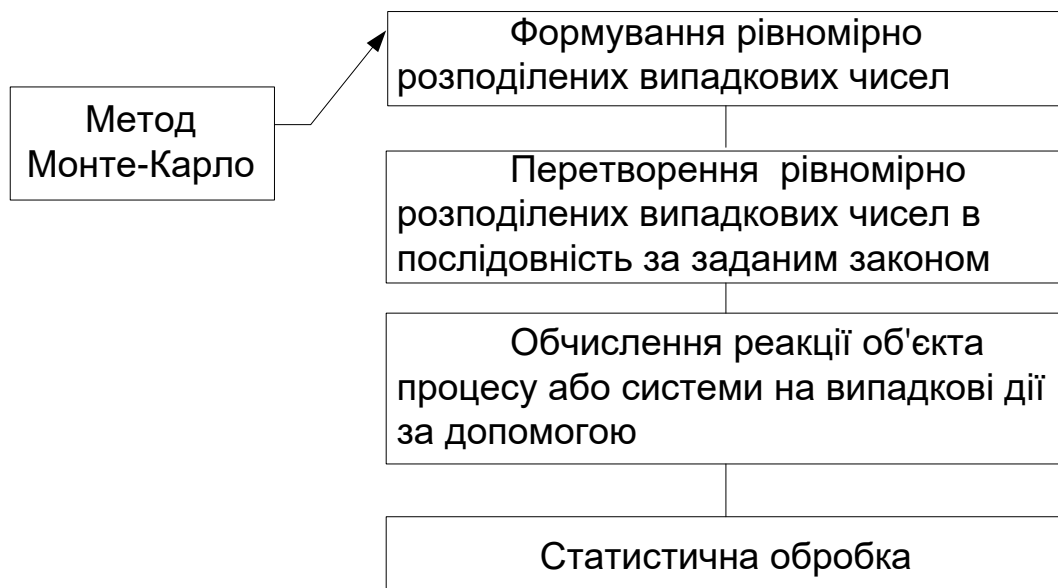 Метод
Монте-Карло
Формування рівномірно
розподілених випадкових чисел
Перетворення рівномірно
розподілених випадкових чисел в
послідовність за заданим законом
Обчислення реакції об'єкта
процесу або системи на випадкові дії
за допомогою
Статистична обробка